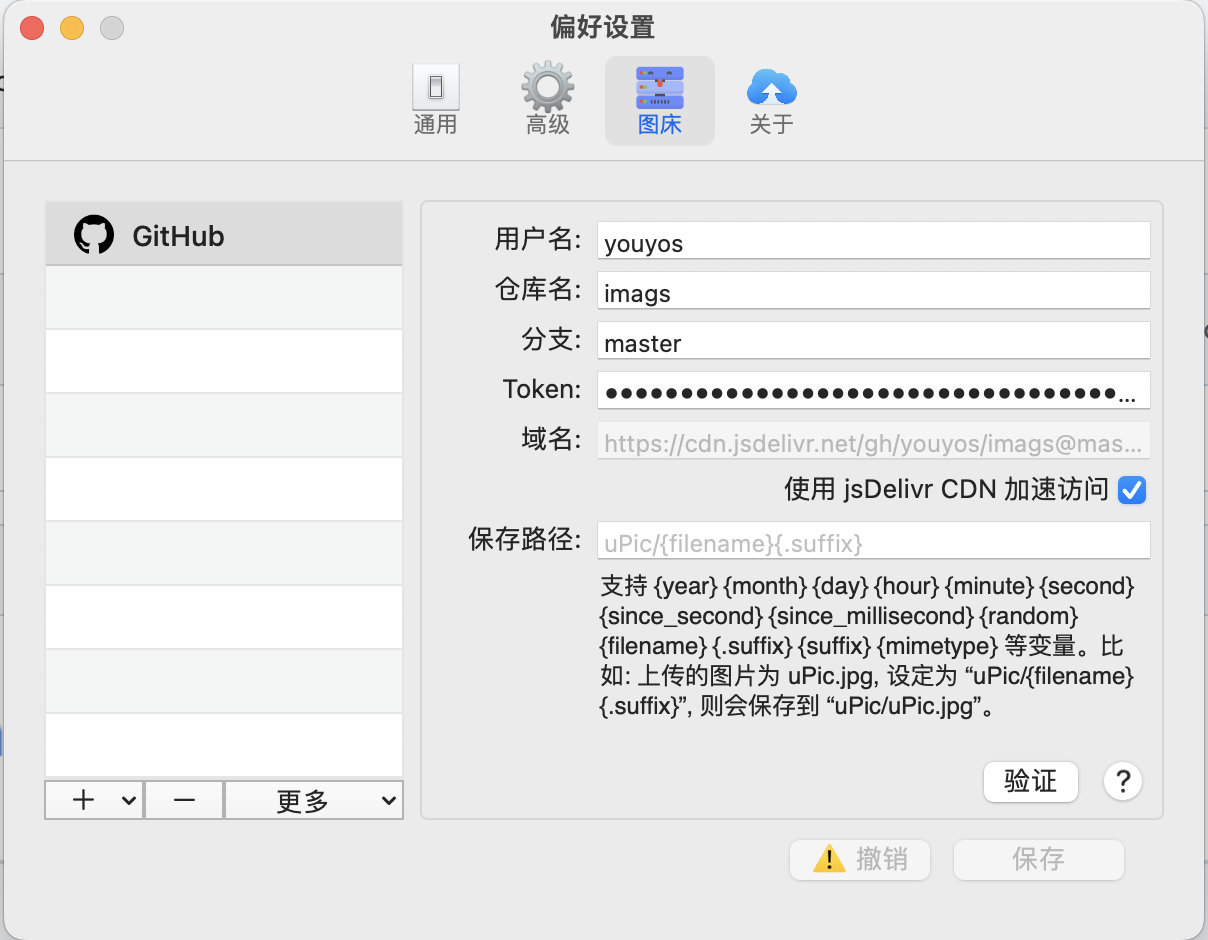 偏好设置
通用
高级
图床
关于
GitHub
用户名: youyos
仓库名: imags
分支: master
Token: ●●●●●●●●●●●●●●●●●●●●●●●●●●●●●●●●●●...
域名: https://cdn.jsdelivr.net/gh/youyos/imags@mas...
使用 jsDelivr CDN 加速访问
保存路径: uPic/{filename}{.suffix}
支持 {year} {month} {day} {hour} {minute} {second}
{since_second} {since_millisecond} {random}
{filename} {.suffix} {suffix} {mimetype} 等变量。比
如: 上传的图片为 uPic.jpg, 设定为 “uPic/{filename}
{.suffix}”, 则会保存到 “uPic/uPic.jpg”。
验证 ?
+ − 更多
撤销 保存